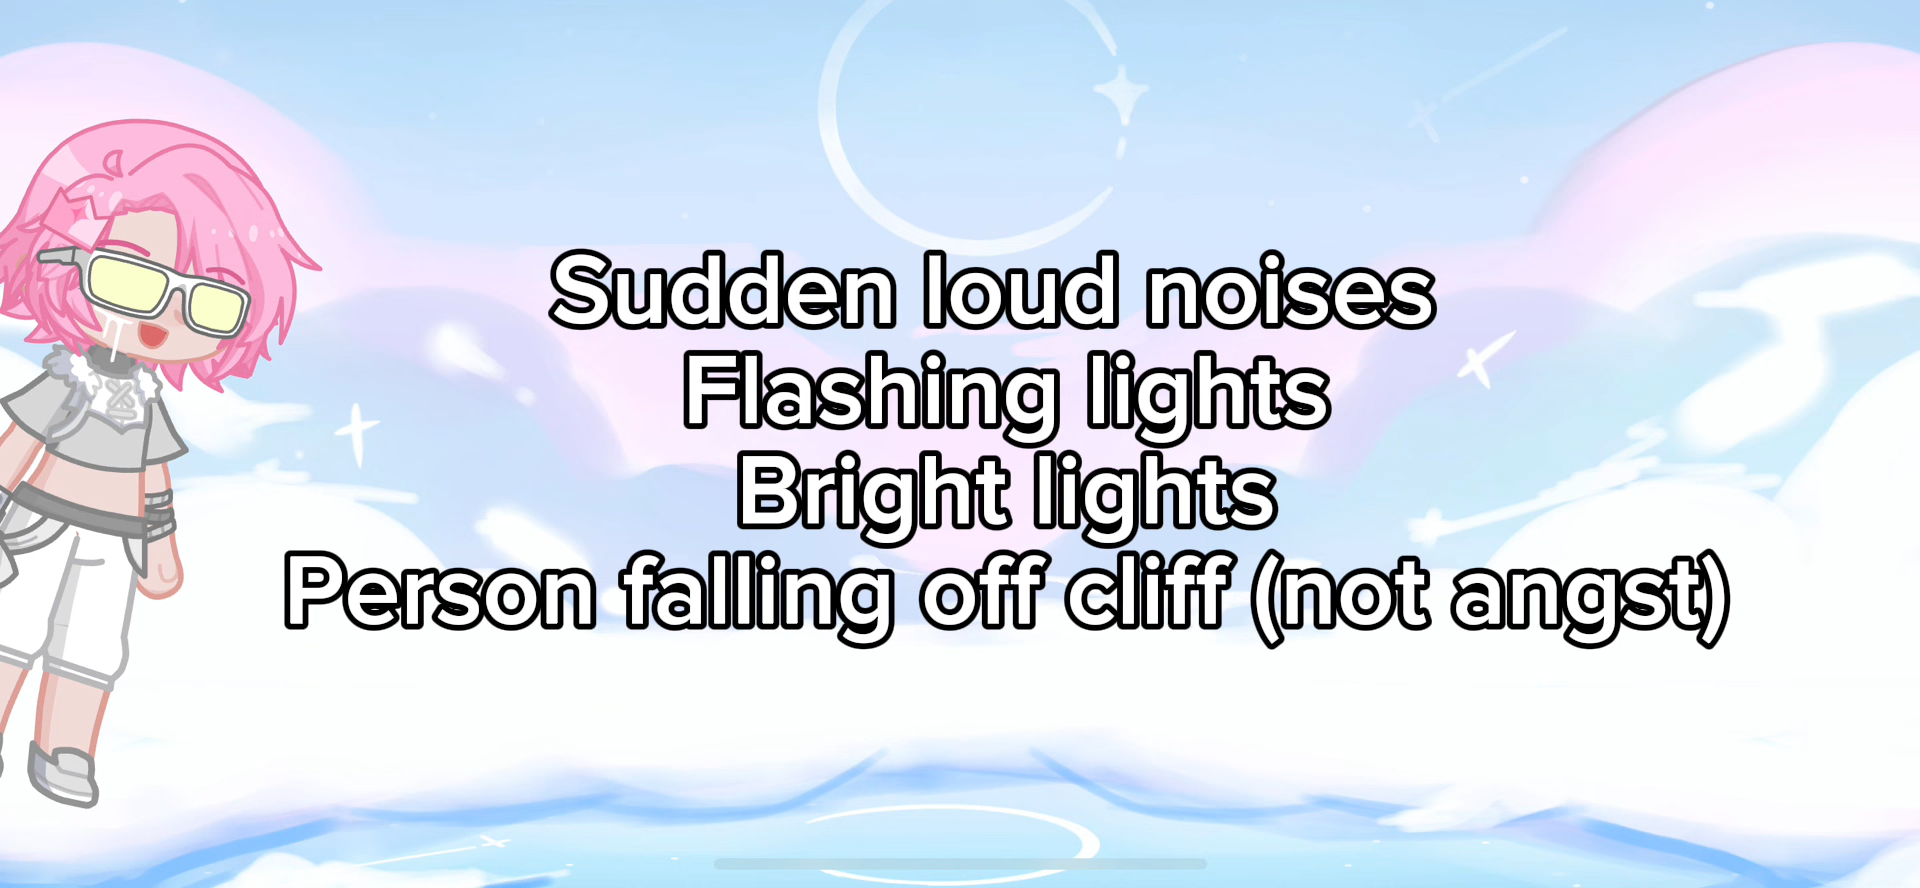 Sudden loud noises
Flashing lights
Bright lights
Person falling off cliff (not angst)